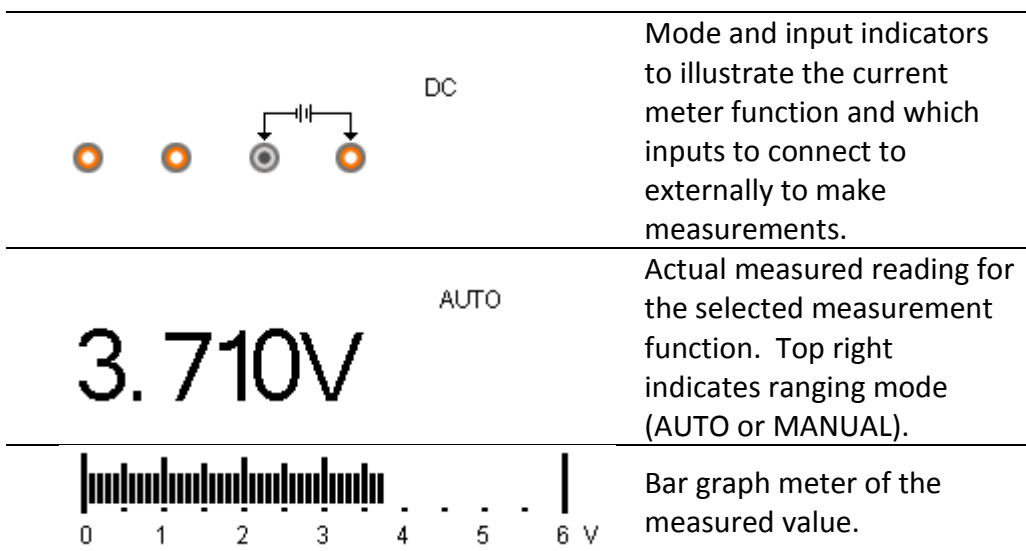 DC
Mode and input indicators
to illustrate the current
meter function and which
inputs to connect to
externally to make
measurements.
AUTO
3.710V
Actual measured reading for
the selected measurement
function.  Top right
indicates ranging mode
(AUTO or MANUAL).
0 1 2 3 4 5 6 V
Bar graph meter of the
measured value.